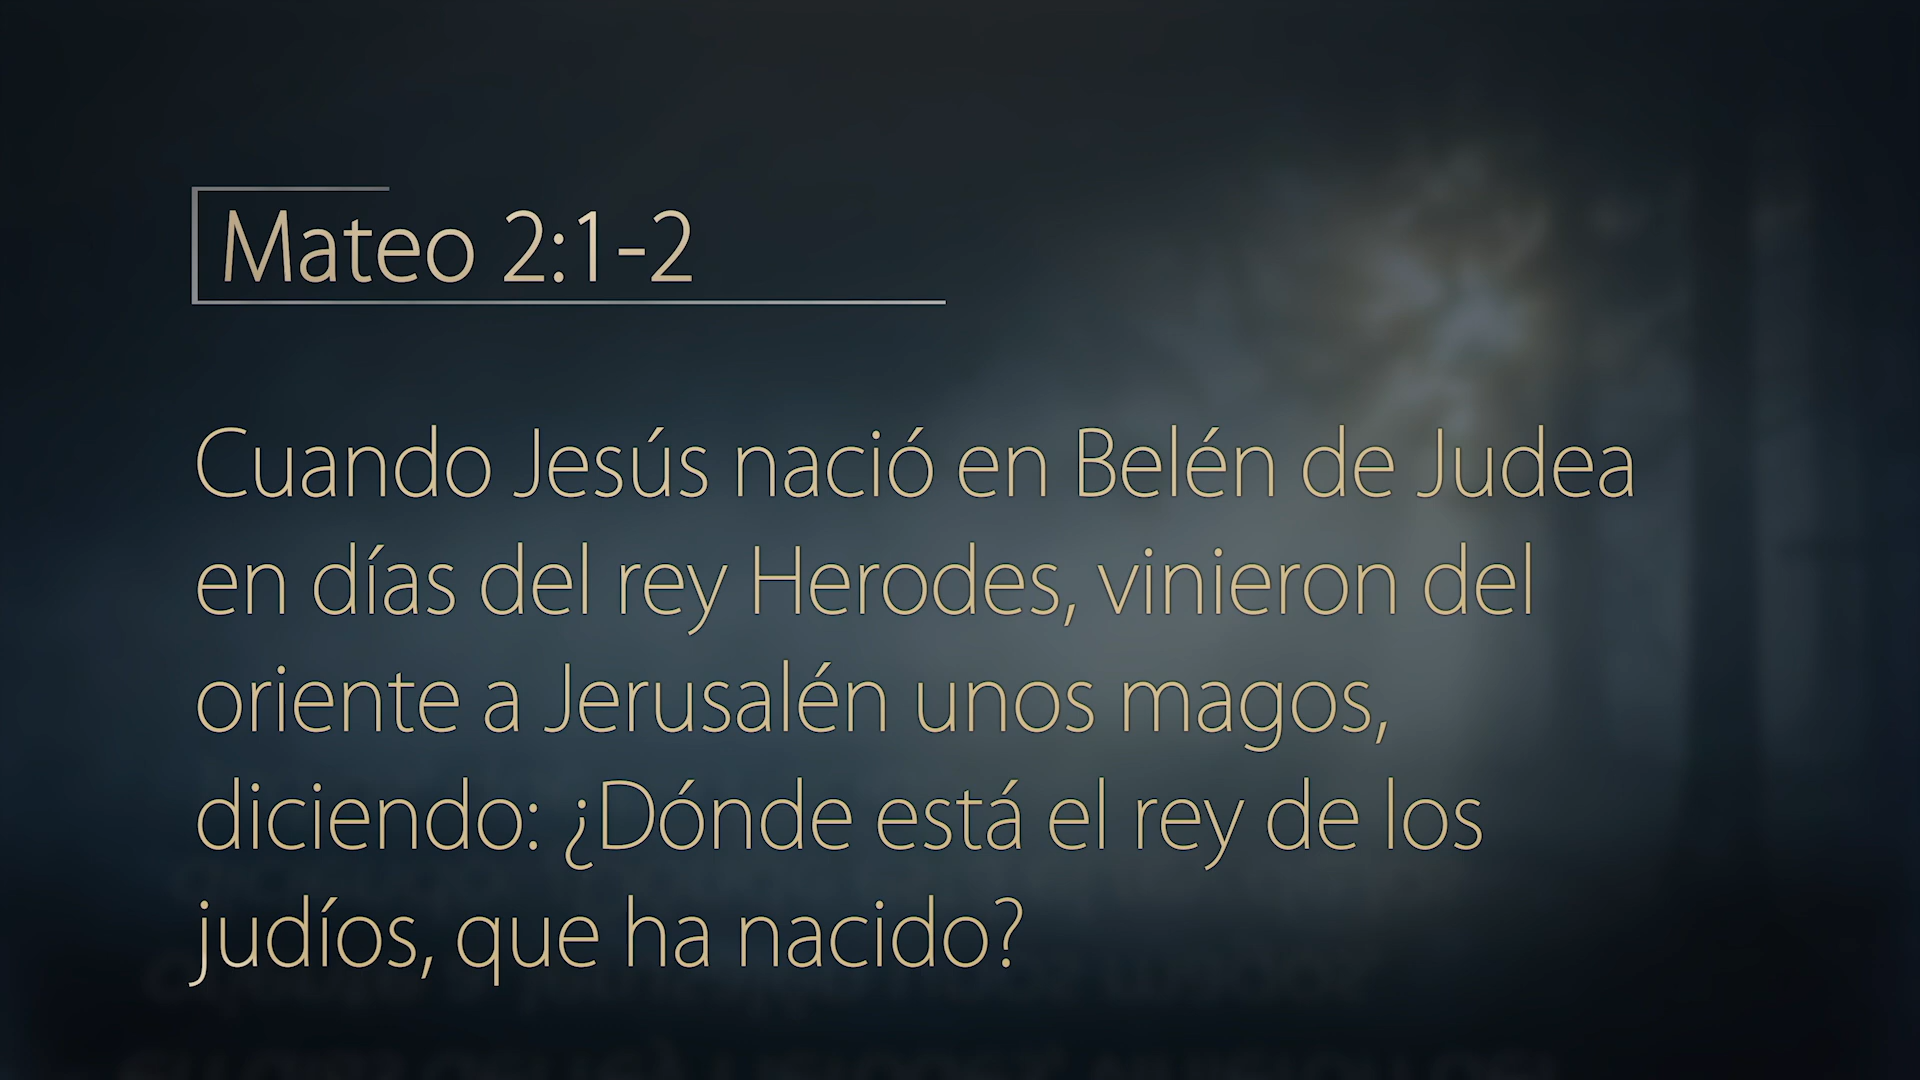 Mateo 2:1-2
Cuando Jesús nació en Belén de Judea
en días del rey Herodes, vinieron del
oriente a Jerusalén unos magos,
diciendo: ¿Dónde está el rey de los
judíos, que ha nacido?